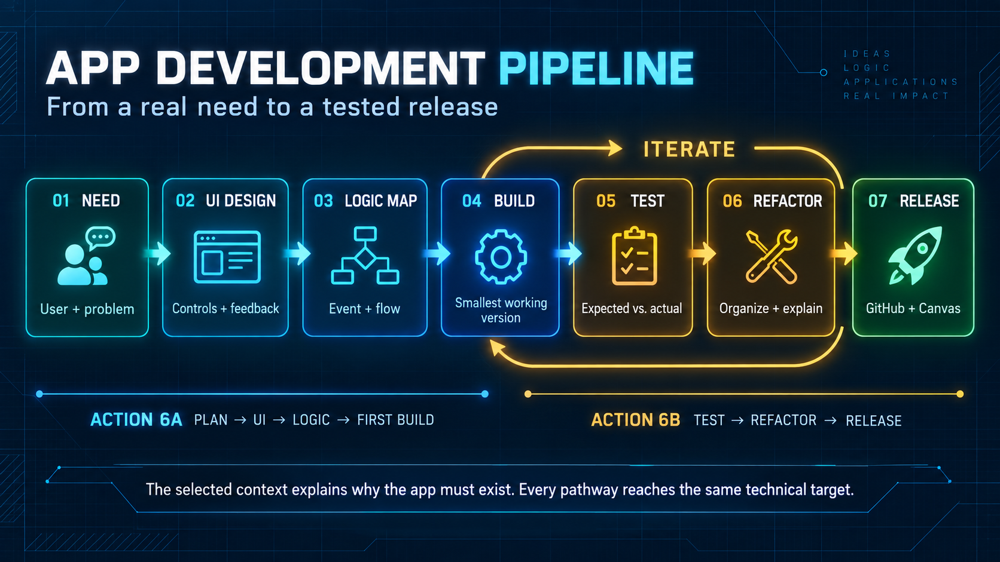 APP DEVELOPMENT PIPELINE
From a real need to a tested release
IDEAS
LOGIC
APPLICATIONS
REAL IMPACT
ITERATE
01 NEED
User + problem
02 UI DESIGN
Controls + feedback
03 LOGIC MAP
Event + flow
04 BUILD
Smallest working
version
05 TEST
Expected vs. actual
06 REFACTOR
Organize + explain
07 RELEASE
GitHub + Canvas
ACTION 6A PLAN → UI → LOGIC → FIRST BUILD
ACTION 6B TEST → REFACTOR → RELEASE
The selected context explains why the app must exist. Every pathway reaches the same technical target.